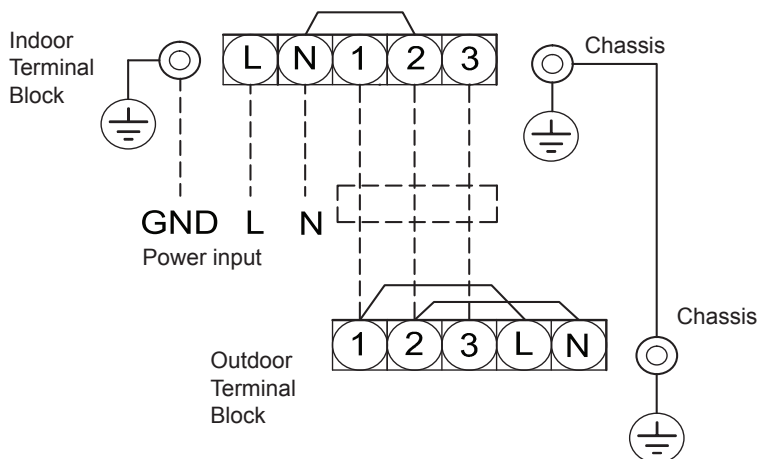 Indoor
Terminal
Block
L N 1 2 3
Chassis
GND L N
Power input
Chassis
1 2 3 L N
Outdoor
Terminal
Block